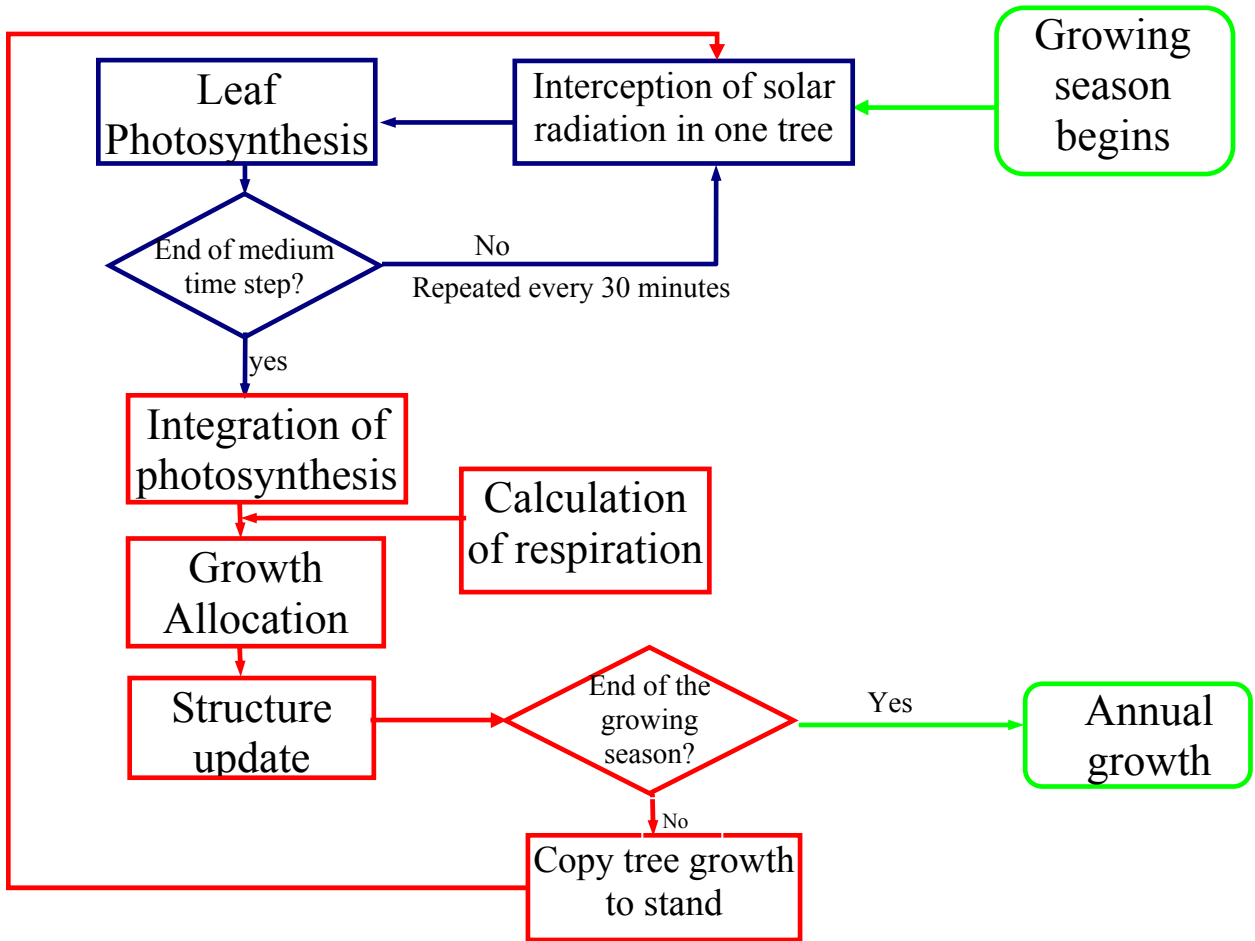 Growing
season
begins
Interception of solar
radiation in one tree
Leaf
Photosynthesis
End of medium
time step?
No
Repeated every 30 minutes
yes
Integration of
photosynthesis
Calculation
of respiration
Growth
Allocation
Structure
update
End of the
growing
season?
Yes
Annual
growth
No
Copy tree growth
to stand